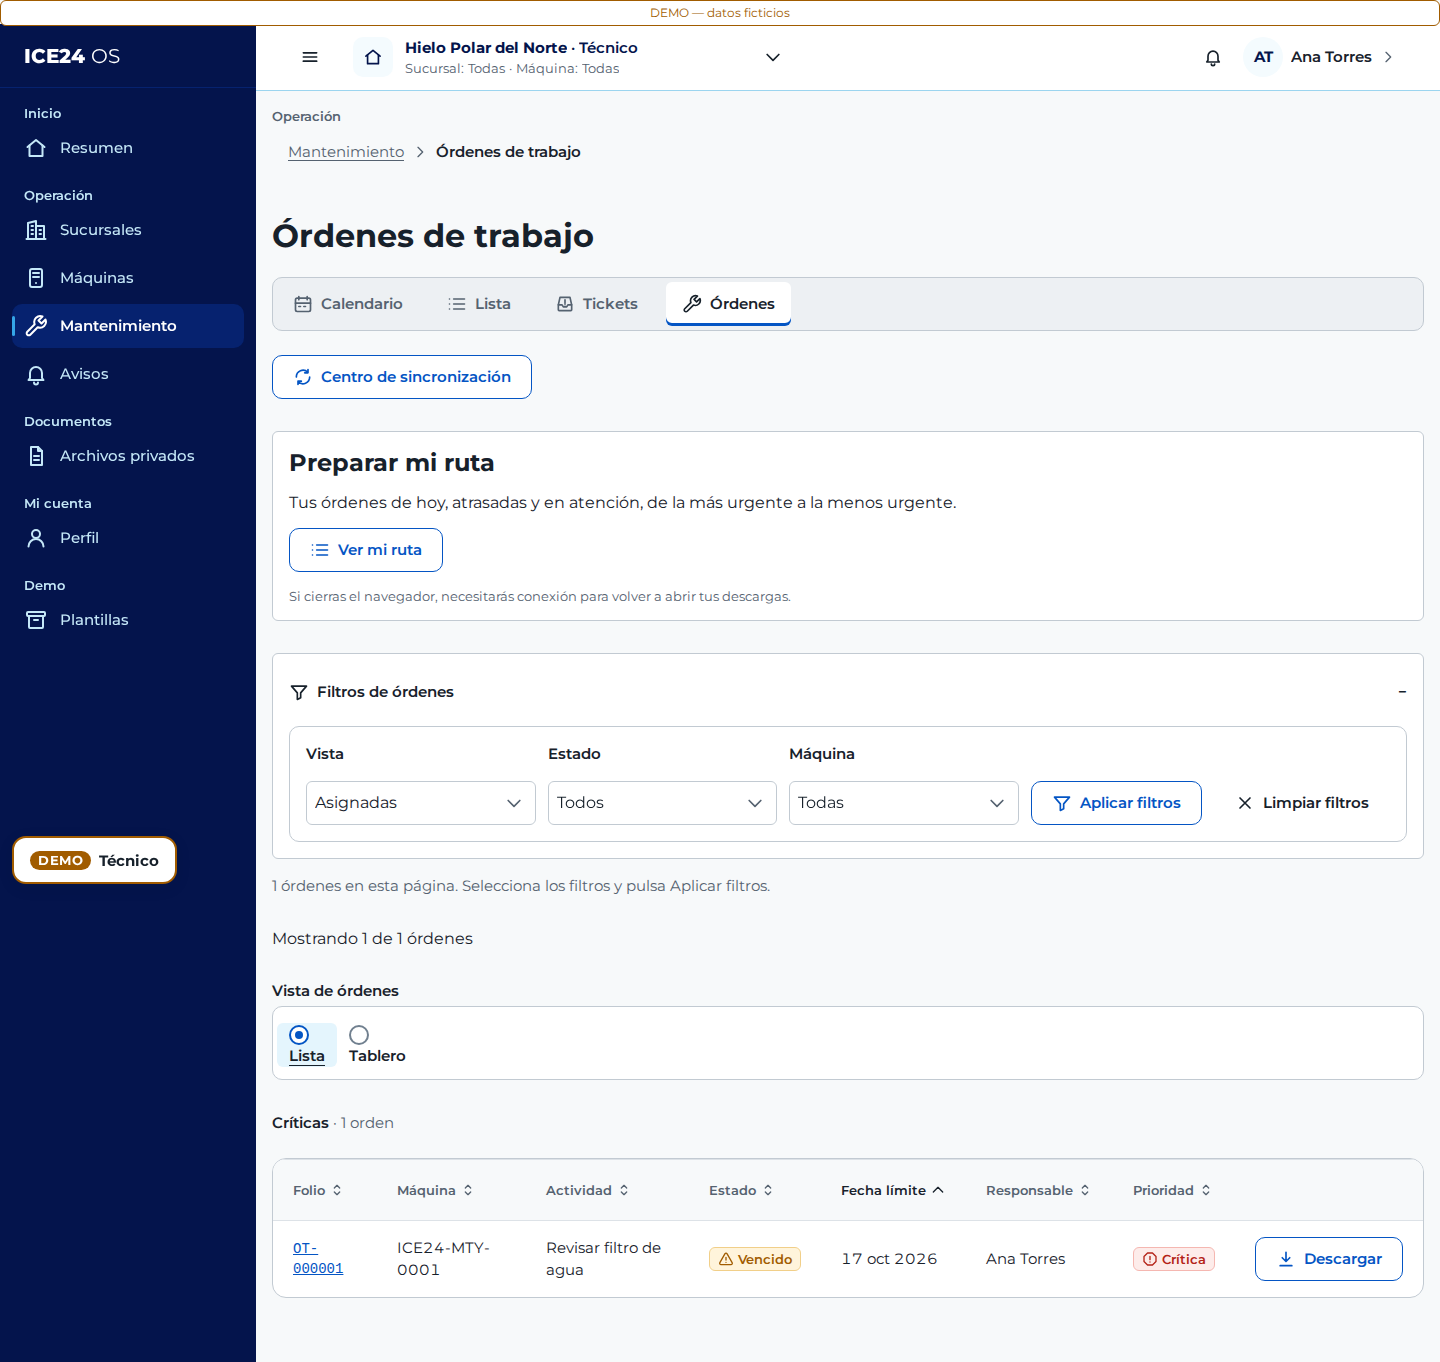 DEMO — datos ficticios
ICE24 OS
Inicio
Resumen
Operación
Sucursales
Máquinas
Mantenimiento
Avisos
Documentos
Archivos privados
Mi cuenta
Perfil
Demo
Plantillas
DEMO Técnico
Hielo Polar del Norte · Técnico
Sucursal: Todas · Máquina: Todas
AT Ana Torres
Operación
Mantenimiento > Órdenes de trabajo
Órdenes de trabajo
Calendario Lista Tickets Órdenes
Centro de sincronización
Preparar mi ruta
Tus órdenes de hoy, atrasadas y en atención, de la más urgente a la menos urgente.
Ver mi ruta
Si cierras el navegador, necesitarás conexión para volver a abrir tus descargas.
Filtros de órdenes −
Vista Estado Máquina
Asignadas Todos Todas Aplicar filtros Limpiar filtros
1 órdenes en esta página. Selecciona los filtros y pulsa Aplicar filtros.
Mostrando 1 de 1 órdenes
Vista de órdenes
Lista Tablero
Críticas · 1 orden
Folio Máquina Actividad Estado Fecha límite Responsable Prioridad
OT-000001 ICE24-MTY-0001 Revisar filtro de agua Vencido 17 oct 2026 Ana Torres Crítica Descargar